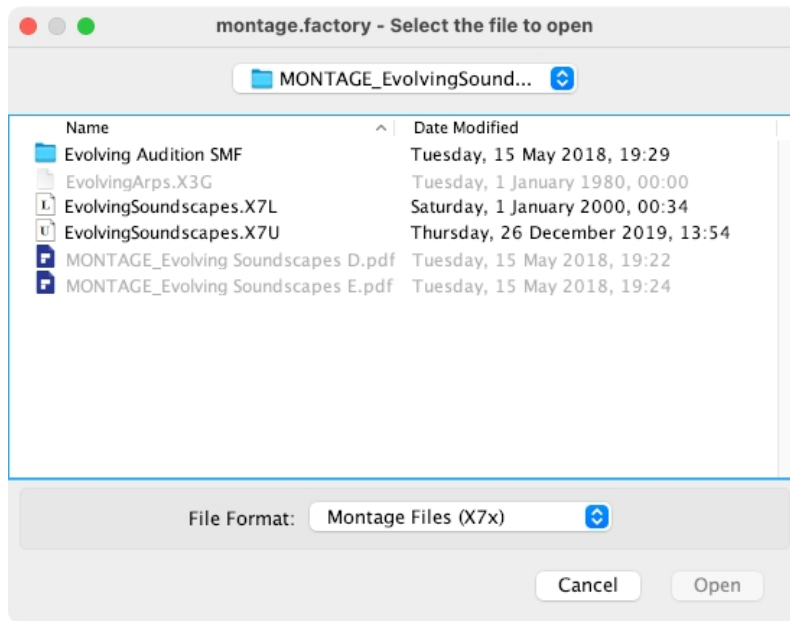 montage.factory - Select the file to open
MONTAGE_EvolvingSound...
Name Date Modified
Evolving Audition SMF Tuesday, 15 May 2018, 19:29
EvolvingArps.X3G Tuesday, 1 January 1980, 00:00
L EvolvingSoundscapes.X7L Saturday, 1 January 2000, 00:34
U EvolvingSoundscapes.X7U Thursday, 26 December 2019, 13:54
MONTAGE_Evolving Soundscapes D.pdf Tuesday, 15 May 2018, 19:22
MONTAGE_Evolving Soundscapes E.pdf Tuesday, 15 May 2018, 19:24
File Format: Montage Files (X7x)
Cancel Open